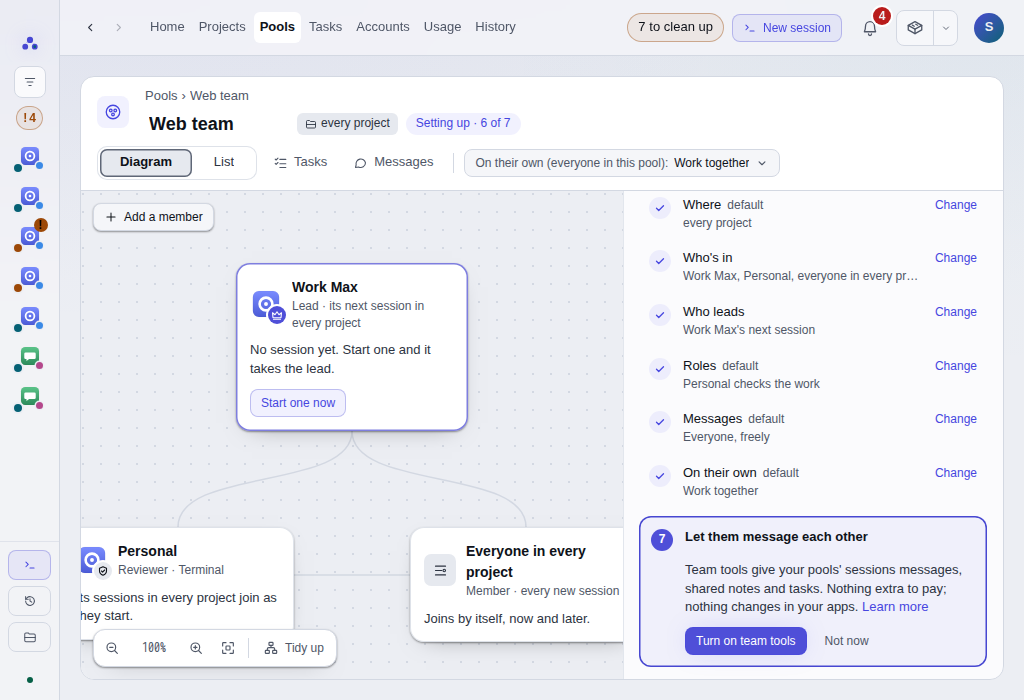 Home Projects Pools Tasks Accounts Usage History
7 to clean up
New session
4
S
!4
!
Pools › Web team
Web team
every project
Setting up · 6 of 7
Diagram
List
Tasks
Messages
On their own (everyone in this pool): Work together
Add a member
Work Max
Lead · its next session in
every project
No session yet. Start one and it
takes the lead.
Start one now
Personal
Reviewer · Terminal
ts sessions in every project join as
hey start.
Everyone in every
project
Member · every new session
Joins by itself, now and later.
100%
Tidy up
Where default
every project
Change
Who's in
Work Max, Personal, everyone in every pr…
Change
Who leads
Work Max's next session
Change
Roles default
Personal checks the work
Change
Messages default
Everyone, freely
Change
On their own default
Work together
Change
7
Let them message each other
Team tools give your pools' sessions messages,
shared notes and tasks. Nothing extra to pay;
nothing changes in your apps. Learn more
Turn on team tools
Not now